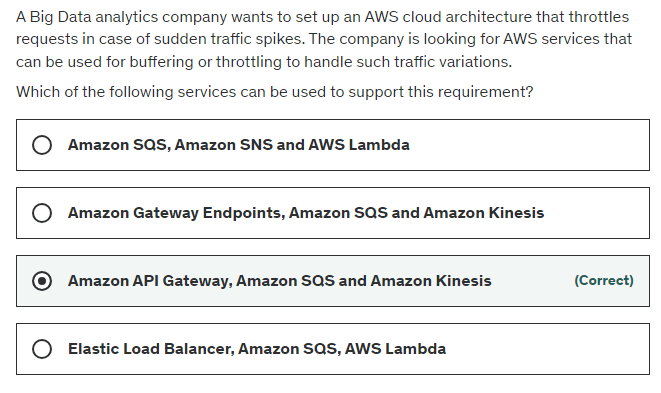 A Big Data analytics company wants to set up an AWS cloud architecture that throttles
requests in case of sudden traffic spikes. The company is looking for AWS services that
can be used for buffering or throttling to handle such traffic variations.
Which of the following services can be used to support this requirement?
Amazon SQS, Amazon SNS and AWS Lambda
Amazon Gateway Endpoints, Amazon SQS and Amazon Kinesis
Amazon API Gateway, Amazon SQS and Amazon Kinesis (Correct)
Elastic Load Balancer, Amazon SQS, AWS Lambda